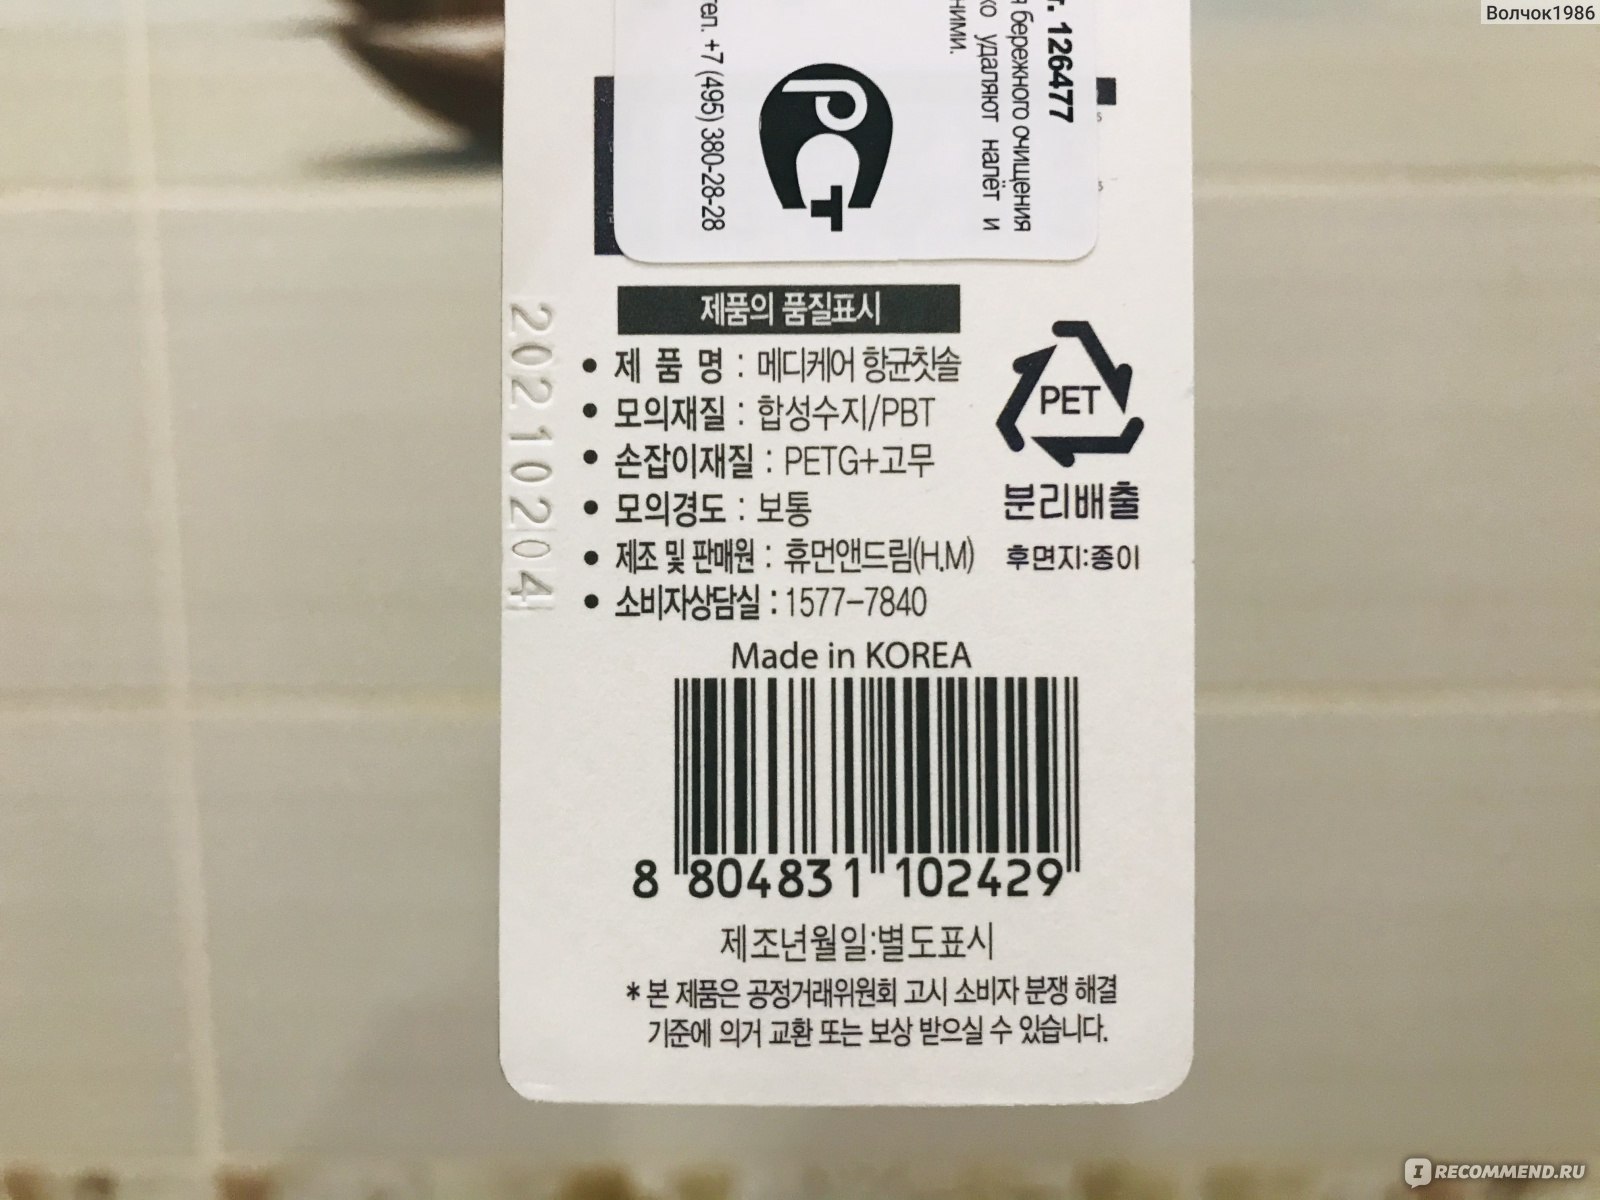 Волчок1986
т. 126477
я бережного очищения
ко удаляют налёт и
ними.
тел. +7 (495) 380-28-28
РСТ
제품의 품질표시
• 제 품 명 : 메디케어 항균칫솔
• 모의재질 : 합성수지/PBT
• 손잡이재질 : PETG+고무
• 모의경도 : 보통
• 제조 및 판매원 : 휴먼앤드림(H.M)
• 소비자상담실 : 1577-7840
PET
분리배출
후면지:종이
20210204
Made in KOREA
8 804831 102429
제조년월일:별도표시
* 본 제품은 공정거래위원회 고시 소비자 분쟁 해결
기준에 의거 교환 또는 보상 받으실 수 있습니다.
IRECOMMEND.RU